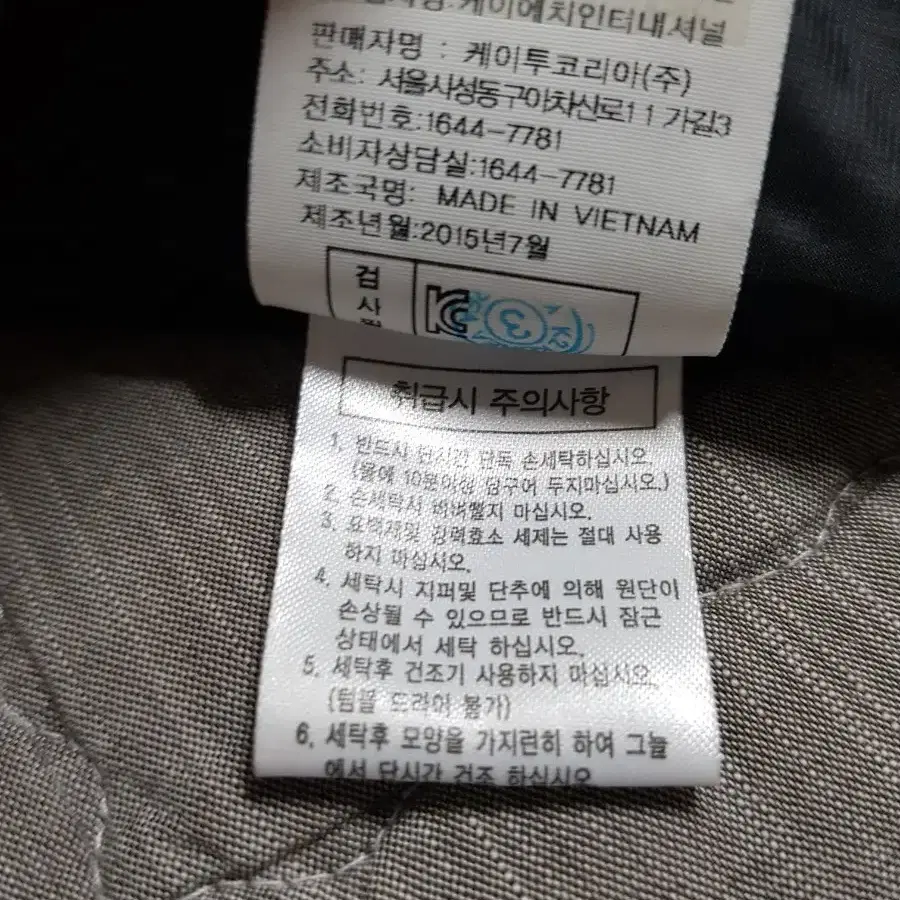 케이에치인터내셔널
판매자명 : 케이투코리아(주)
주소: 서울시성동구아차산로11가길3
전화번호:1644-7781
소비자상담실:1644-7781
제조국명: MADE IN VIETNAM
제조년월:2015년7월
검사
3
취급시 주의사항
1. 반드시 단시간 단독 손세탁하십시오.
(물에 10분이상 담구어 두지마십시오.)
2. 손세탁시 비벼빨지 마십시오.
3. 표백제및 강력효소 세제는 절대 사용
하지 마십시오.
4. 세탁시 지퍼및 단추에 의해 원단이
손상될 수 있으므로 반드시 잠근
상태에서 세탁 하십시오.
5. 세탁후 건조기 사용하지 마십시오.
(텀블 드라이 불가)
6. 세탁후 모양을 가지런히 하여 그늘
에서 단시간 건조 하십시오